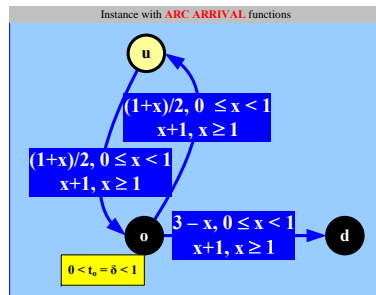 Instance with ARC ARRIVAL functions
u
(1+x)/2, 0 ≤ x < 1
x+1, x ≥ 1
(1+x)/2, 0 ≤ x < 1
x+1, x ≥ 1
o
3 – x, 0 ≤ x < 1
x+1, x ≥ 1
d
0 < tₒ = δ < 1